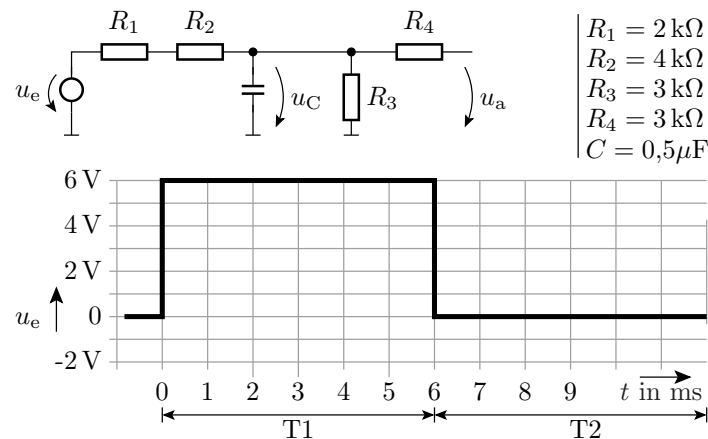 R1 R2 R4
ue uC R3 ua
R1 = 2 kΩ
R2 = 4 kΩ
R3 = 3 kΩ
R4 = 3 kΩ
C = 0,5µF
6 V
4 V
2 V
ue 0
-2 V
0 1 2 3 4 5 6 7 8 9 t in ms
T1 T2